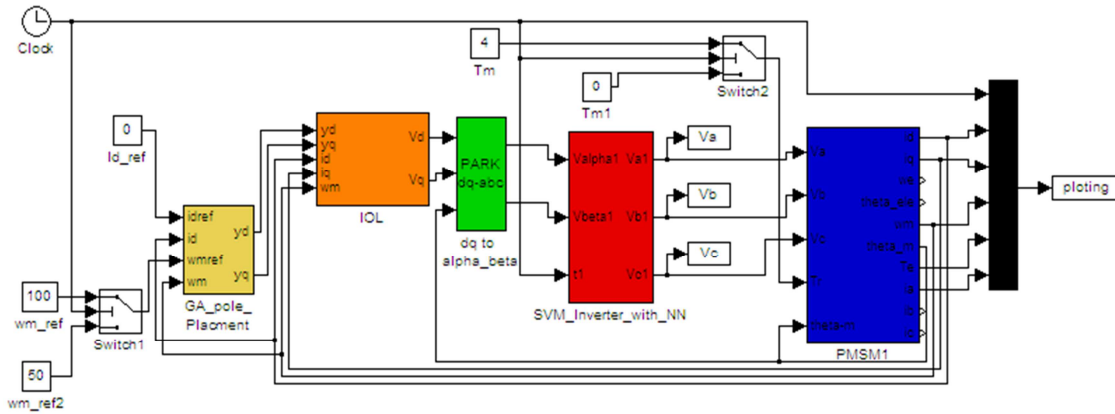 Clock
4
Tm
0
Tm1
Switch2
0
Id_ref
idref
id
wmref
wm
yd
yq
GA_pole_
Placment
100
wm_ref
Switch1
50
wm_ref2
yd
yq
id
iq
wm
Vd
Vq
IOL
PARK
dq-abc
dq to
alpha_beta
Valpha1
Vbeta1
t1
Va1
Vb1
Vc1
SVM_Inverter_with_NN
Va
Vb
Vc
Va
Vb
Vc
Tr
theta-m
id
iq
we
theta_ele
wm
theta_m
Te
ia
ib
ic
PMSM1
ploting